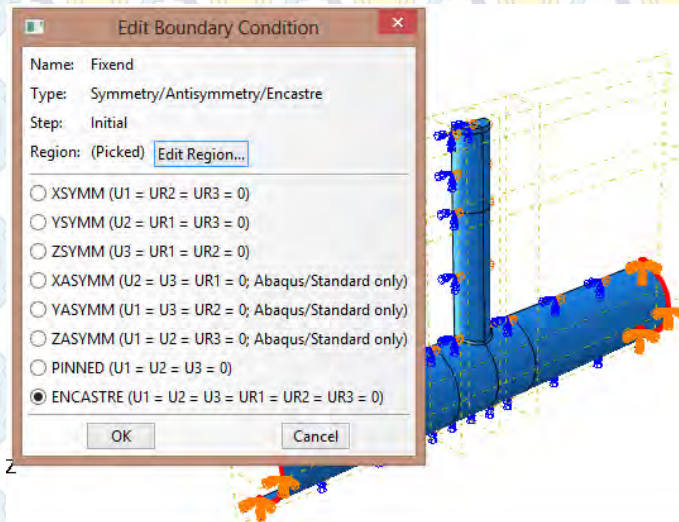 Edit Boundary Condition
Name: Fixend
Type: Symmetry/Antisymmetry/Encastre
Step: Initial
Region: (Picked) Edit Region...
XSYMM (U1 = UR2 = UR3 = 0)
YSYMM (U2 = UR1 = UR3 = 0)
ZSYMM (U3 = UR1 = UR2 = 0)
XASYMM (U2 = U3 = UR1 = 0; Abaqus/Standard only)
YASYMM (U1 = U3 = UR2 = 0; Abaqus/Standard only)
ZASYMM (U1 = U2 = UR3 = 0; Abaqus/Standard only)
PINNED (U1 = U2 = U3 = 0)
ENCASTRE (U1 = U2 = U3 = UR1 = UR2 = UR3 = 0)
OK Cancel
Z